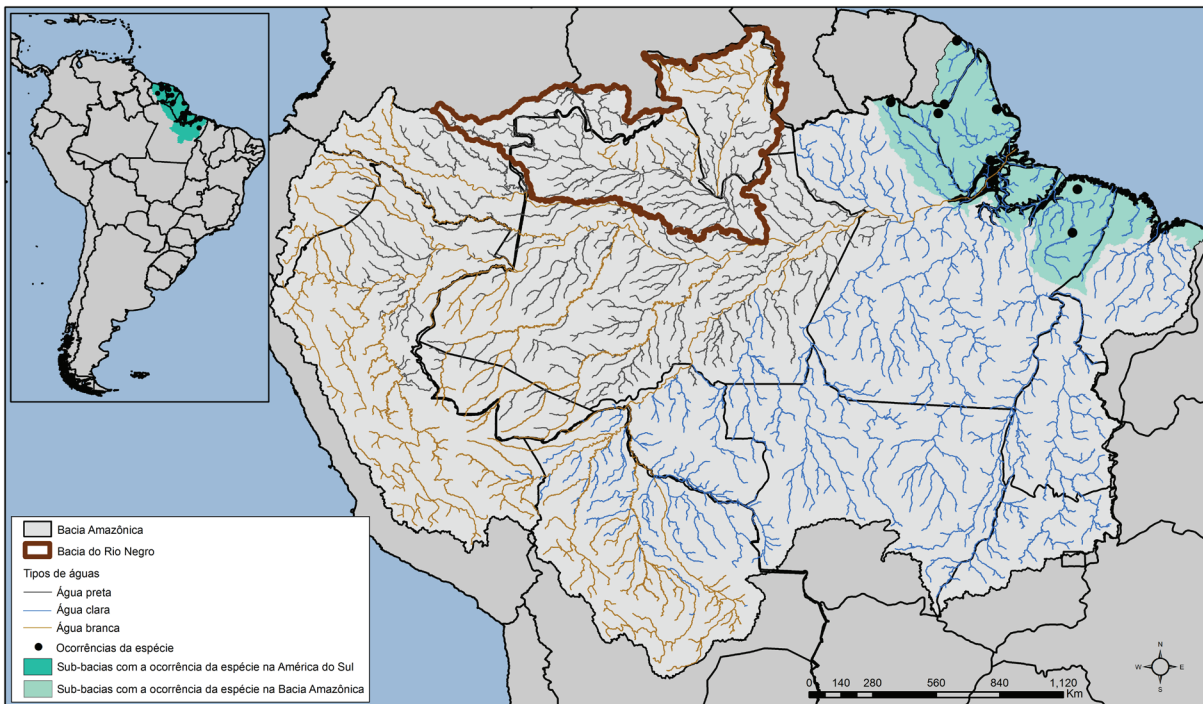 Bacia Amazônica
Bacia do Rio Negro
Tipos de águas
Água preta
Água clara
Água branca
Ocorrências da espécie
Sub-bacias com a ocorrência da espécie na América do Sul
Sub-bacias com a ocorrência da espécie na Bacia Amazônica
N
W E
S
0 140 280 560 840 1,120
Km